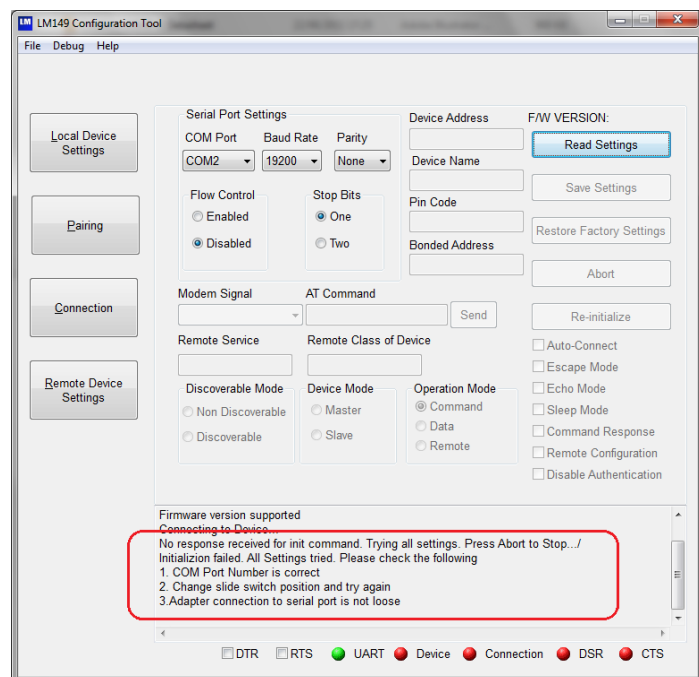 LM149 Configuration Tool
File Debug Help
Local Device
Settings
Pairing
Connection
Remote Device
Settings
Serial Port Settings
COM Port Baud Rate Parity
COM2 19200 None
Flow Control Stop Bits
Enabled One
Disabled Two
Device Address
Device Name
Pin Code
Bonded Address
F/W VERSION:
Read Settings
Save Settings
Restore Factory Settings
Abort
Re-initialize
Modem Signal AT Command
Send
Remote Service Remote Class of Device
Discoverable Mode Device Mode Operation Mode
Non Discoverable Master Command
Discoverable Slave Data
Remote
Auto-Connect
Escape Mode
Echo Mode
Sleep Mode
Command Response
Remote Configuration
Disable Authentication
Firmware version supported
Connecting to Device...
No response received for init command. Trying all settings. Press Abort to Stop.../
Initializion failed. All Settings tried. Please check the following
1. COM Port Number is correct
2. Change slide switch position and try again
3.Adapter connection to serial port is not loose
DTR RTS UART Device Connection DSR CTS